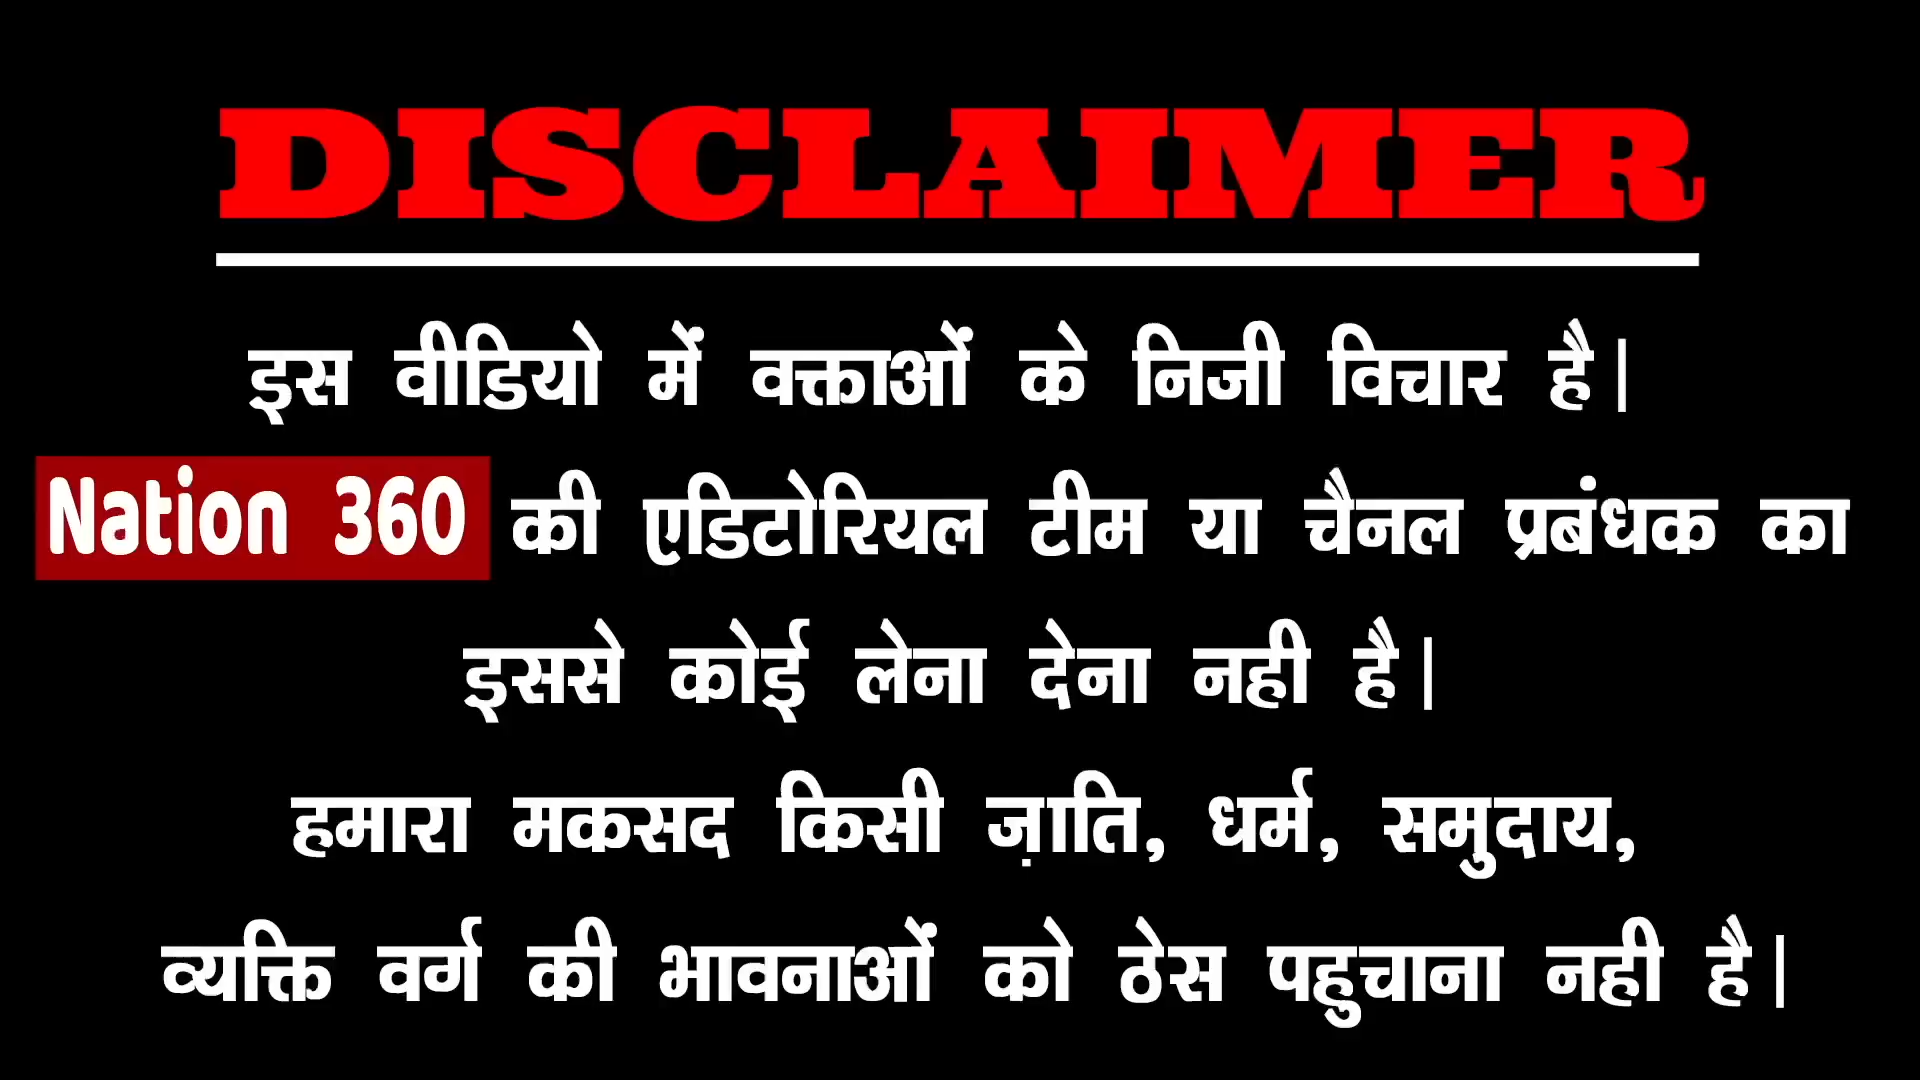 DISCLAIMER
इस वीडियो में वक्ताओं के निजी विचार है|
Nation 360 की एडिटोरियल टीम या चैनल प्रबंधक का
इससे कोई लेना देना नही है|
हमारा मकसद किसी ज़ाति, धर्म, समुदाय,
व्यक्ति वर्ग की भावनाओं को ठेस पहुचाना नही है|